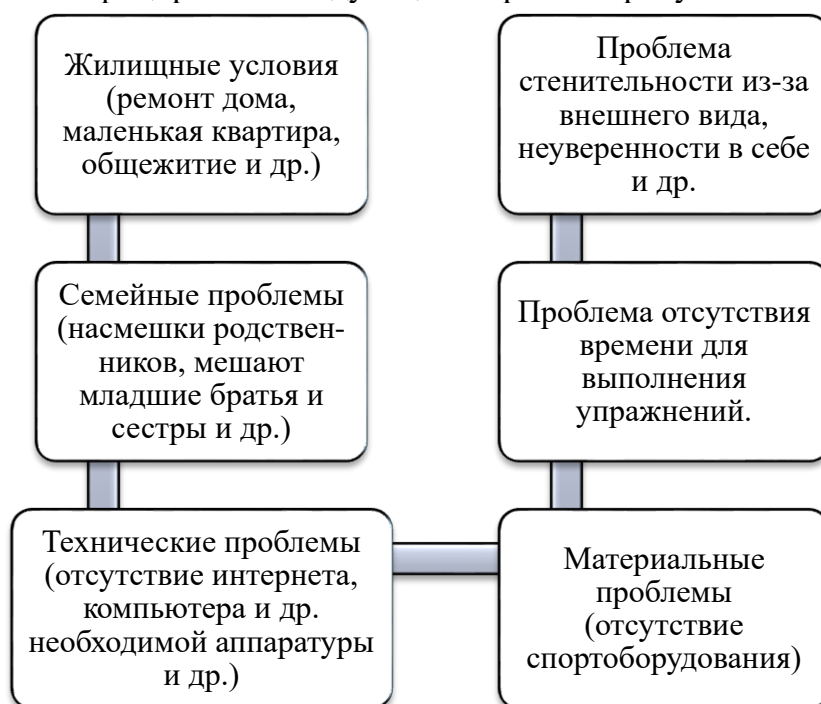 Жилищные условия
(ремонт дома,
маленькая квартира,
общежитие и др.)
Семейные проблемы
(насмешки родствен-
ников, мешают
младшие братья и
сестры и др.)
Технические проблемы
(отсутствие интернета,
компьютера и др.
необходимой аппаратуры
и др.)
Материальные
проблемы
(отсутствие
спортоборудования)
Проблема отсутствия
времени для
выполнения
упражнений.
Проблема
стенительности из-за
внешнего вида,
неуверенности в себе
и др.